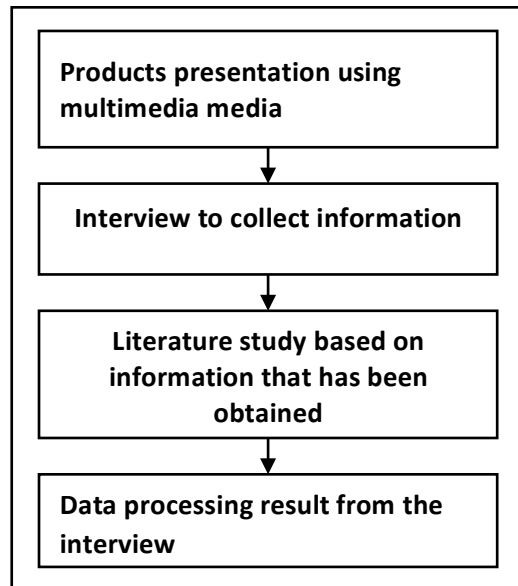 Products presentation using
multimedia media
Interview to collect information
Literature study based on
information that has been
obtained
Data processing result from the
interview